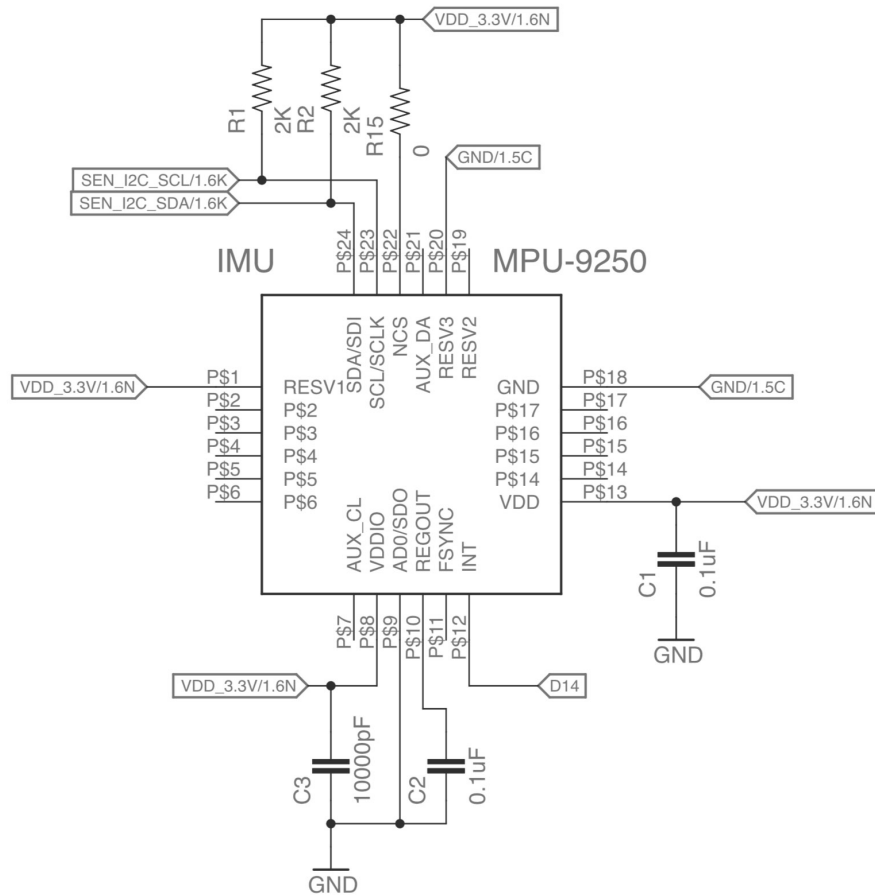 VDD_3.3V/1.6N
R1
2K
R2
2K
R15
0
GND/1.5C
SEN_I2C_SCL/1.6K
SEN_I2C_SDA/1.6K
P$24
P$23
P$22
P$21
P$20
P$19
IMU
MPU-9250
SDA/SDI
SCL/SCLK
NCS
AUX_DA
RESV3
RESV2
VDD_3.3V/1.6N
P$1
RESV1
GND
P$18
GND/1.5C
P$2
P$2
P$17
P$17
P$3
P$3
P$16
P$16
P$4
P$4
P$15
P$15
P$5
P$5
P$14
P$14
P$6
P$6
VDD
P$13
VDD_3.3V/1.6N
AUX_CL
VDDIO
AD0/SDO
REGOUT
FSYNC
INT
C1
0.1uF
GND
P$7
P$8
P$9
P$10
P$11
P$12
VDD_3.3V/1.6N
D14
C3
10000pF
C2
0.1uF
GND